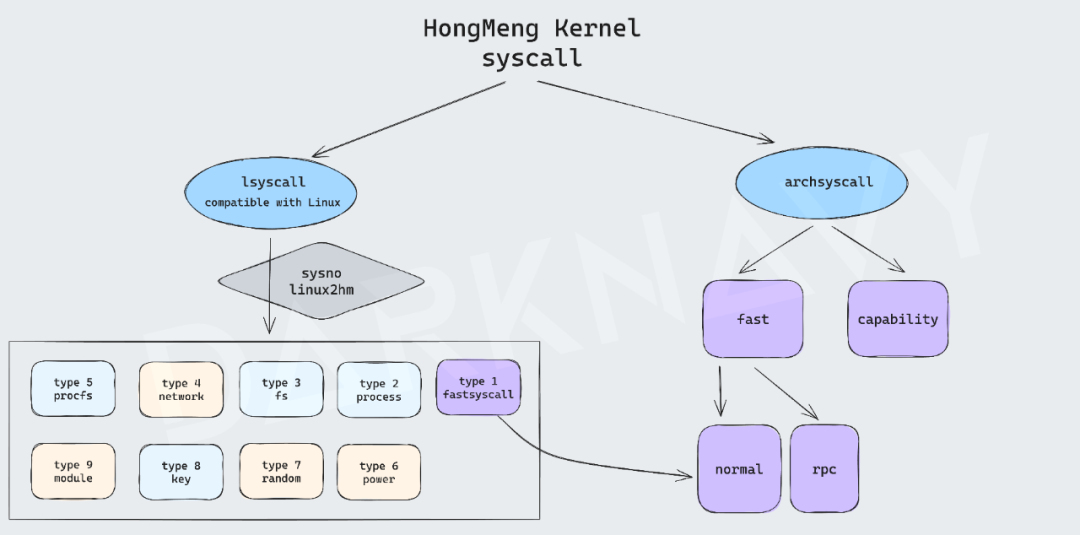 HongMeng Kernel
syscall
lsyscall
compatible with Linux
archsyscall
sysno
linux2hm
fast
capability
type 5
procfs
type 4
network
type 3
fs
type 2
process
type 1
fastsyscall
type 9
module
type 8
key
type 7
random
type 6
power
normal
rpc
DARKNAVY